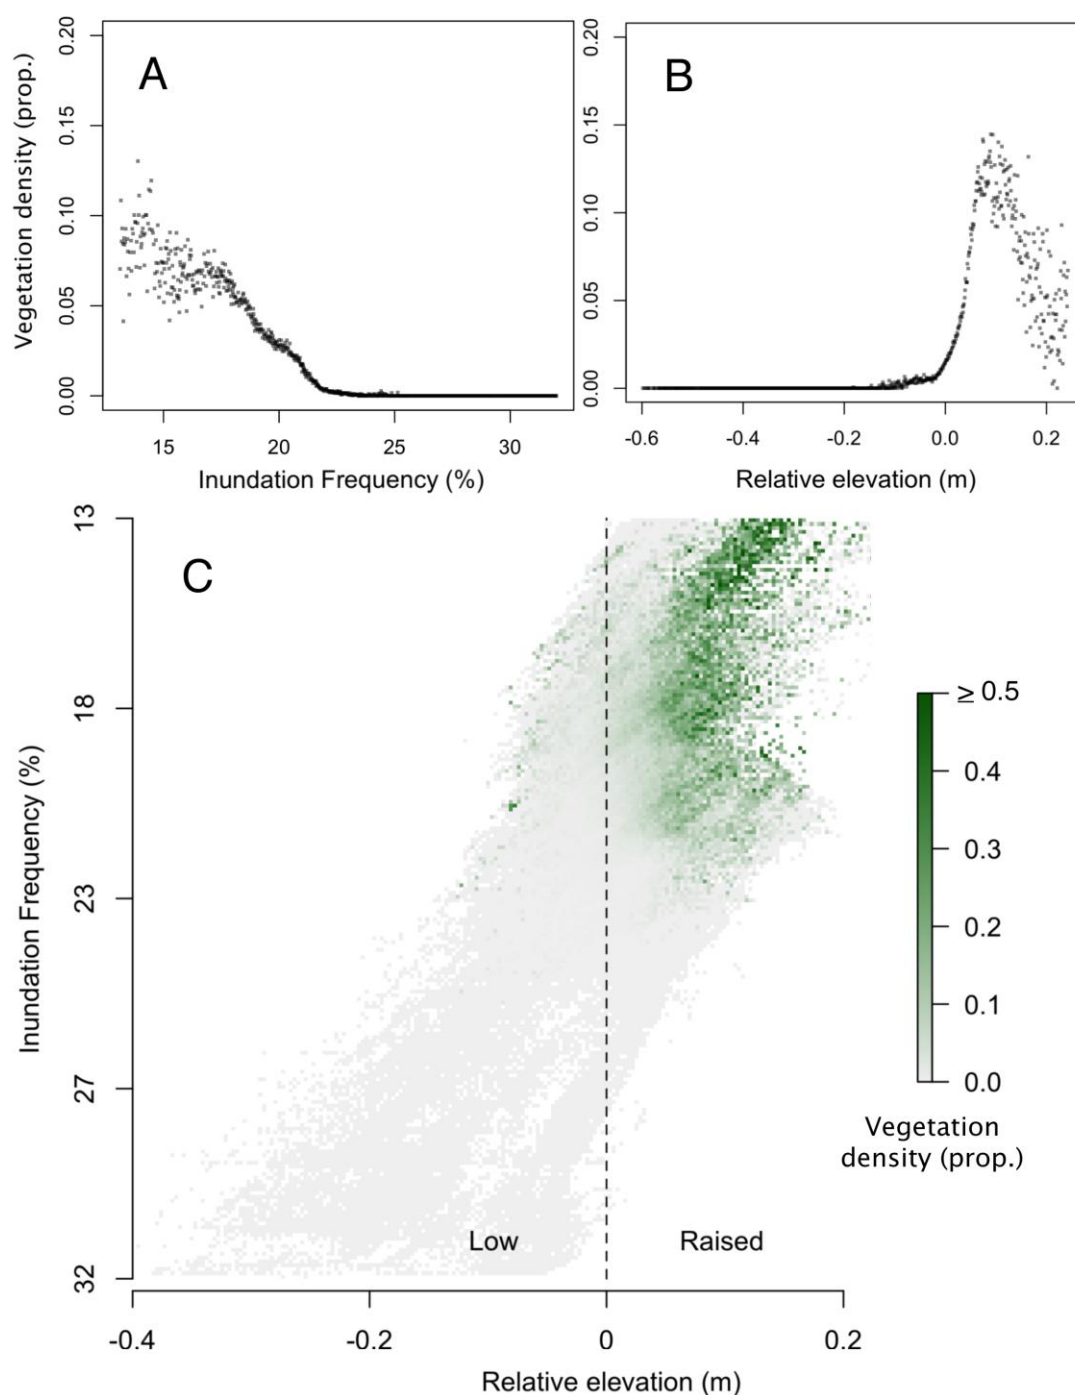 A
Vegetation density (prop.)
0.00
0.05
0.10
0.15
0.20
15
20
25
30
Inundation Frequency (%)
B
0.00
0.05
0.10
0.15
0.20
-0.6
-0.4
-0.2
0.0
0.2
Relative elevation (m)
C
Inundation Frequency (%)
13
18
23
27
32
Low
Raised
-0.4
-0.2
0
0.2
Relative elevation (m)
≥ 0.5
0.4
0.3
0.2
0.1
0.0
Vegetation
density (prop.)